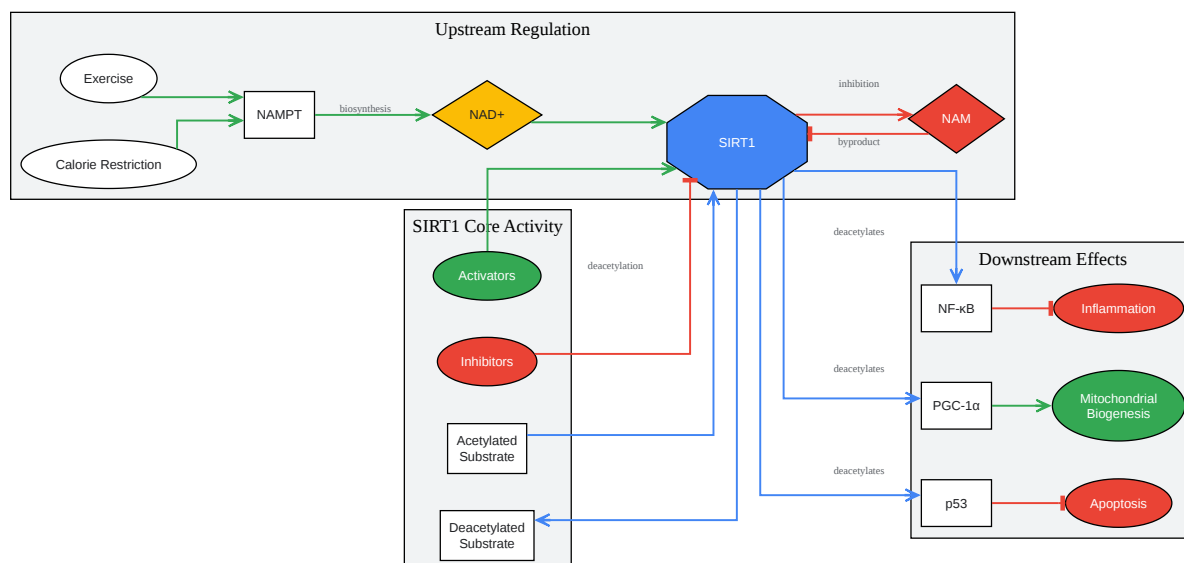 Upstream Regulation
Exercise
NAMPT
Calorie Restriction
biosynthesis
NAD+
SIRT1
inhibition
NAM
byproduct
SIRT1 Core Activity
Activators
deacetylation
Inhibitors
Acetylated
Substrate
Deacetylated
Substrate
deacetylates
Downstream Effects
NF-κB
Inflammation
deacetylates
PGC-1α
Mitochondrial
Biogenesis
deacetylates
p53
Apoptosis